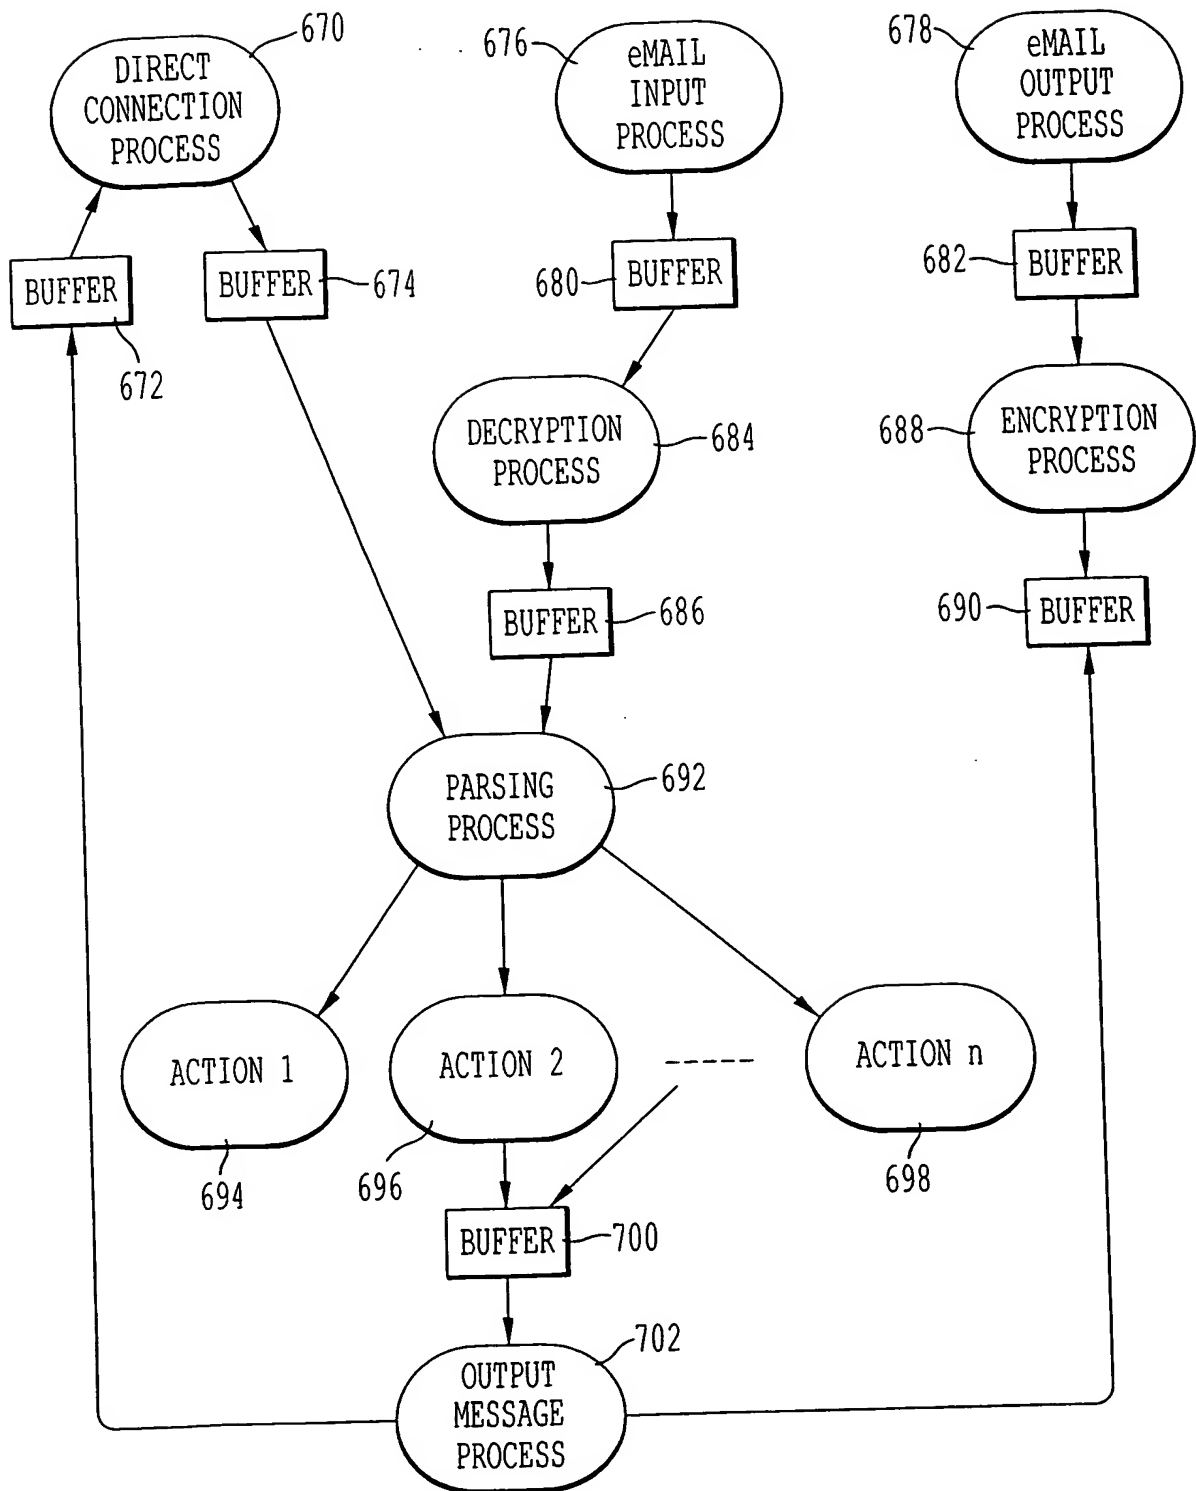 670
DIRECT
CONNECTION
PROCESS
676
eMAIL
INPUT
PROCESS
678
eMAIL
OUTPUT
PROCESS
BUFFER
672
BUFFER
674
680
BUFFER
682
BUFFER
DECRYPTION
PROCESS
684
688
ENCRYPTION
PROCESS
BUFFER
686
690
BUFFER
PARSING
PROCESS
692
ACTION 1
694
ACTION 2
696
-----
ACTION n
698
BUFFER
700
OUTPUT
MESSAGE
PROCESS
702